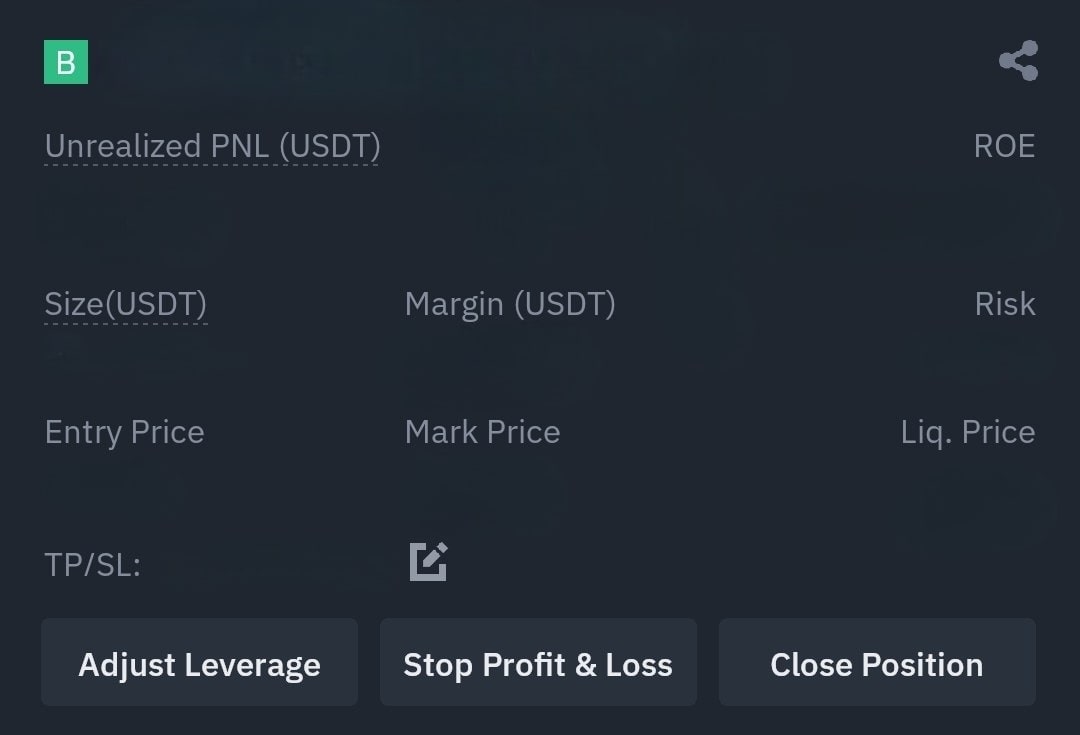 B
Unrealized PNL (USDT) ROE
Size(USDT) Margin (USDT) Risk
Entry Price Mark Price Liq. Price
TP/SL:
Adjust Leverage Stop Profit & Loss Close Position